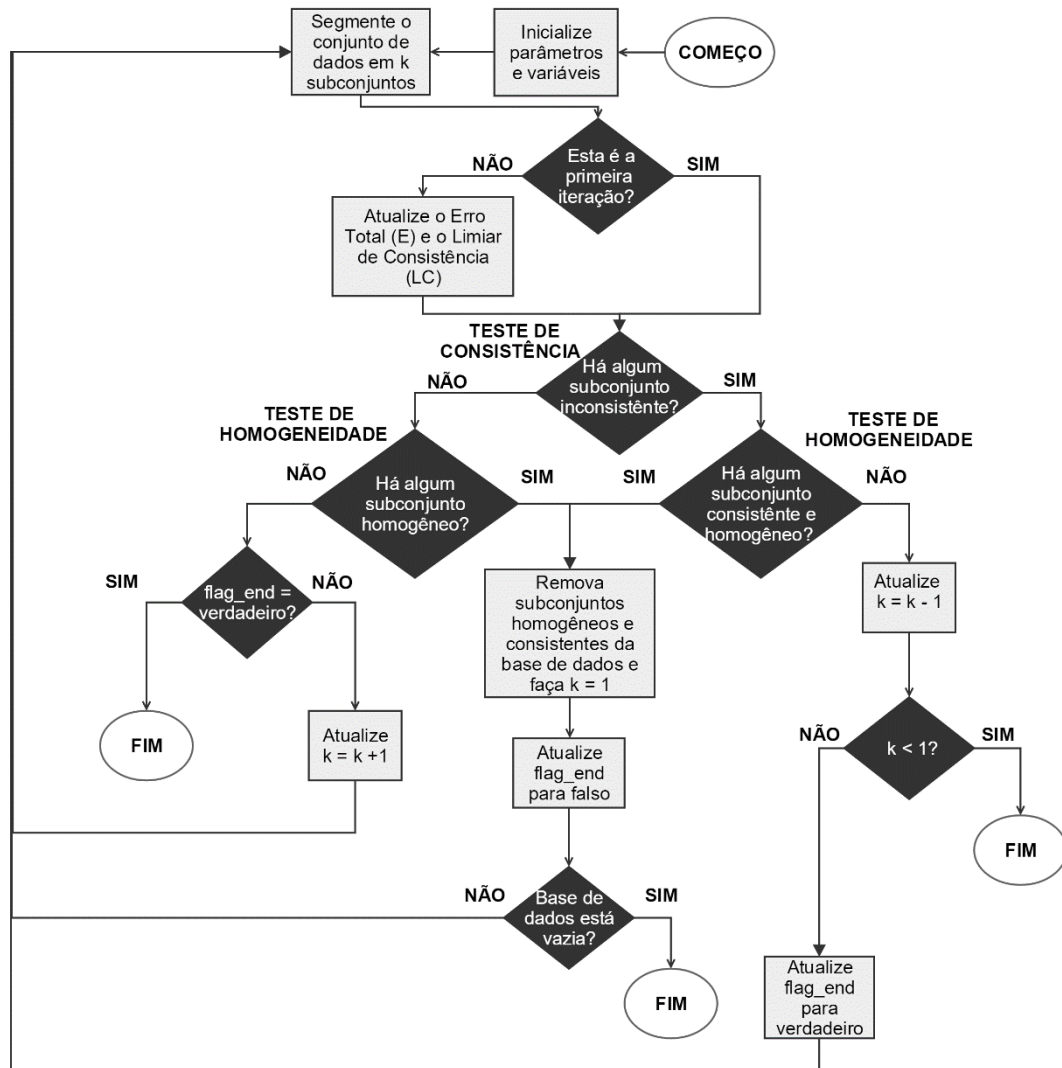 Segmente o
conjunto de
dados em k
subconjuntos
Inicialize
parâmetros
e variáveis
COMEÇO
NÃO
Esta é a
primeira
iteração?
SIM
Atualize o Erro
Total (E) e o Limiar
de Consistência
(LC)
TESTE DE
CONSISTÊNCIA
NÃO
Há algum
subconjunto
inconsistênte?
SIM
TESTE DE
HOMOGENEIDADE
NÃO
Há algum
subconjunto
homogêneo?
SIM
TESTE DE
HOMOGENEIDADE
SIM
Há algum
subconjunto
consistênte e
homogêneo?
NÃO
SIM
flag_end =
verdadeiro?
NÃO
Remova
subconjuntos
homogêneos e
consistentes da
base de dados e
faça k = 1
Atualize
k = k - 1
FIM
Atualize
k = k +1
Atualize
flag_end
para falso
NÃO
k < 1?
SIM
FIM
NÃO
Base de
dados está
vazia?
SIM
FIM
Atualize
flag_end
para
verdadeiro